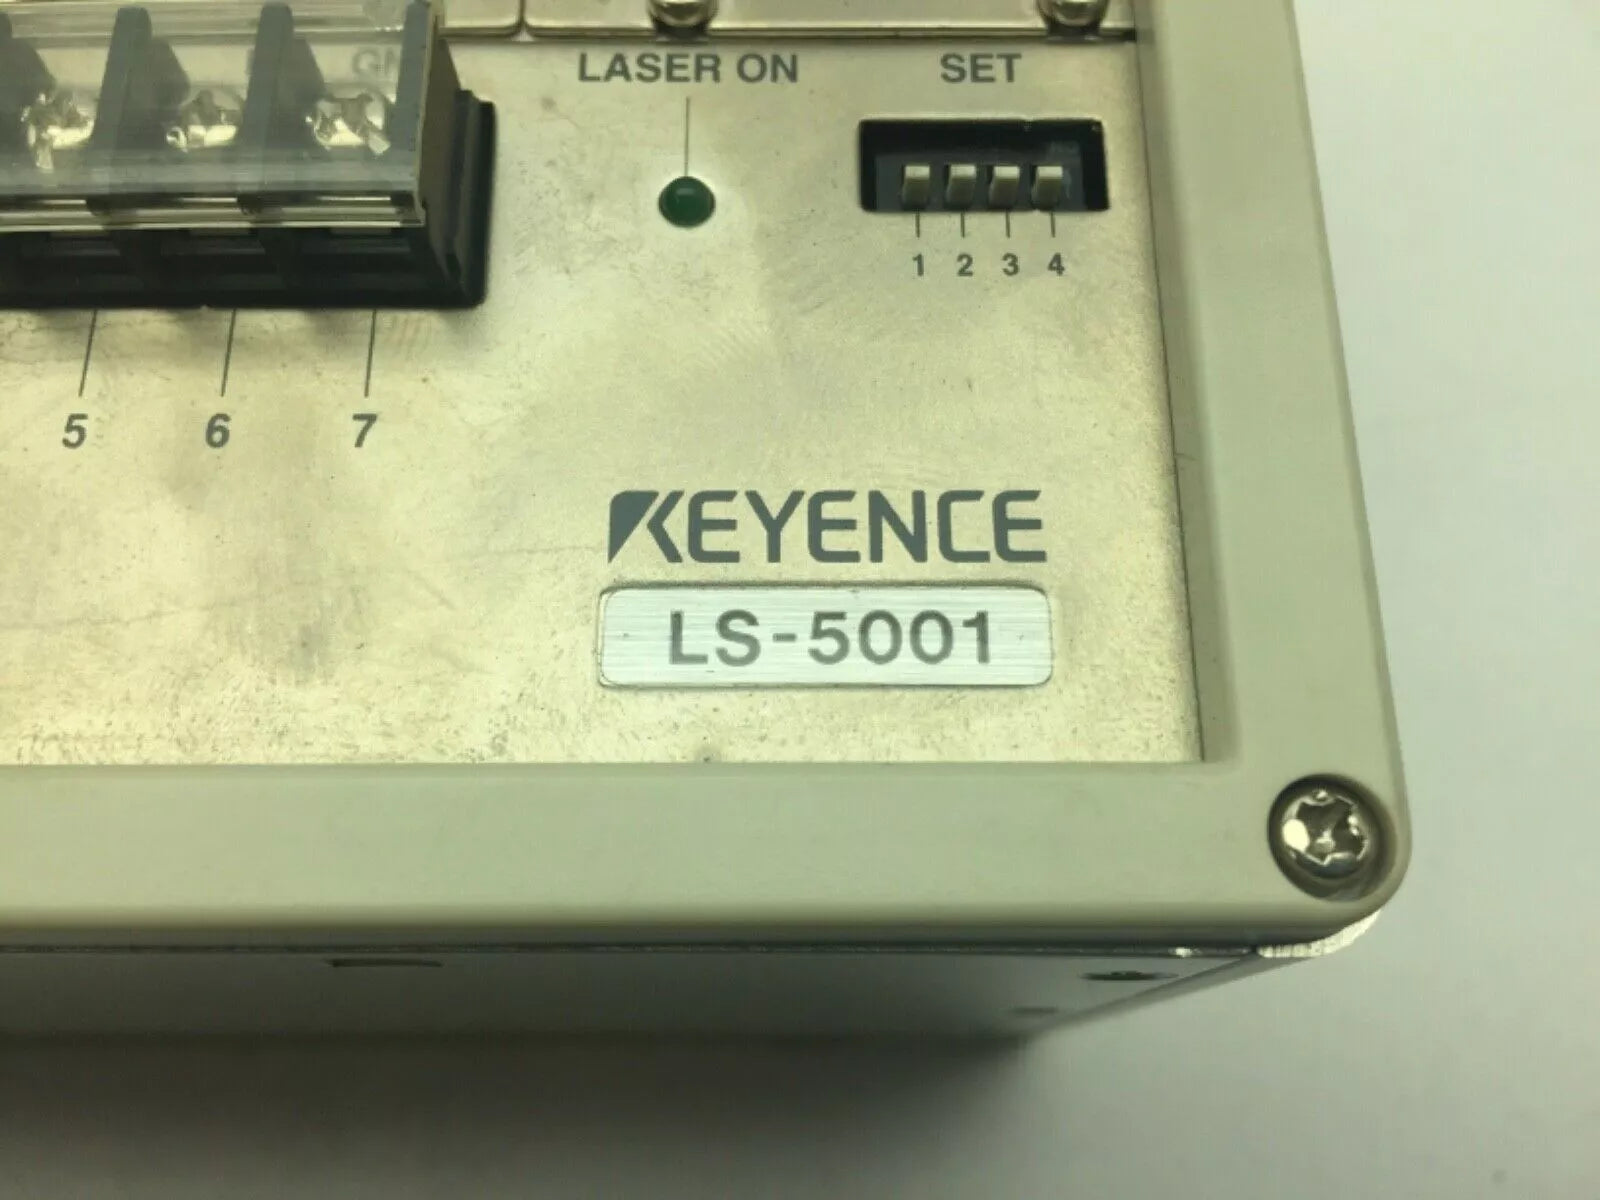 LASER ON
SET
1 2 3 4
5 6 7
KEYENCE
LS-5001